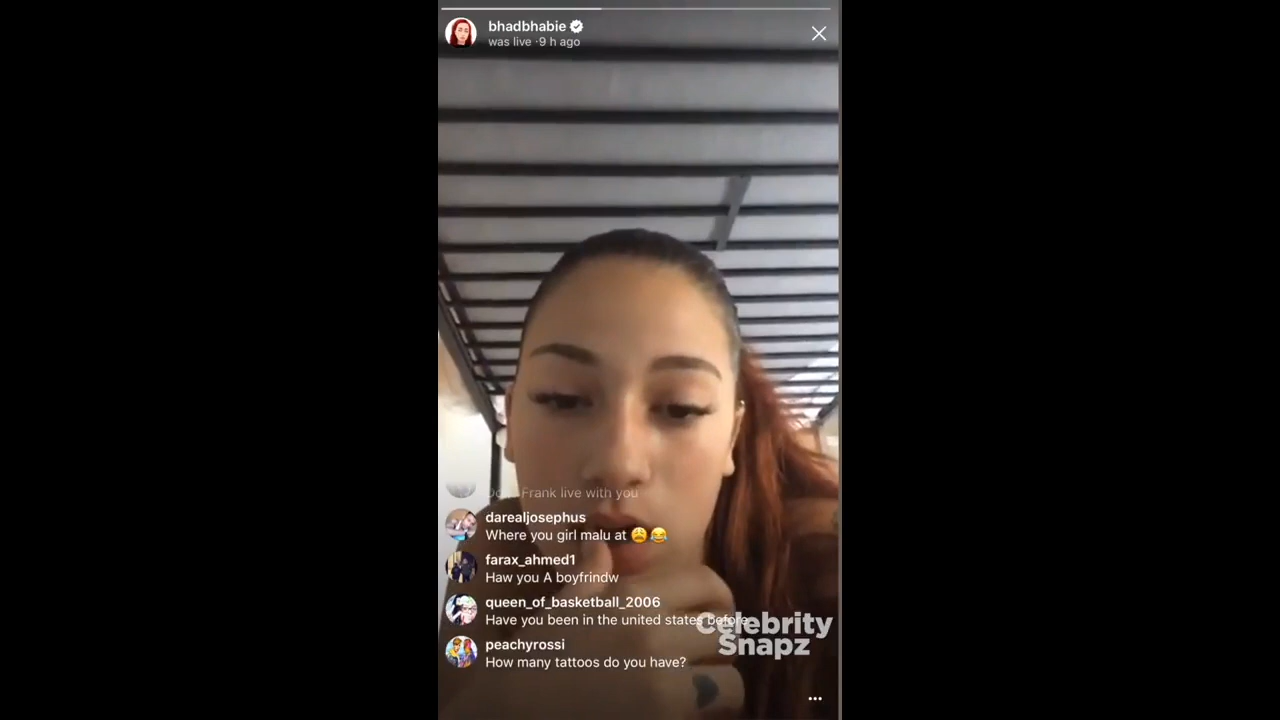 bhadbhabie
was live · 9 h ago
Frank live with you
darealjosephus
Where you girl malu at 😩😂
farax_ahmed1
Haw you A boyfrindw
queen_of_basketball_2006
Have you been in the united states before
peachyrossi
How many tattoos do you have?
Celebrity
Snapz